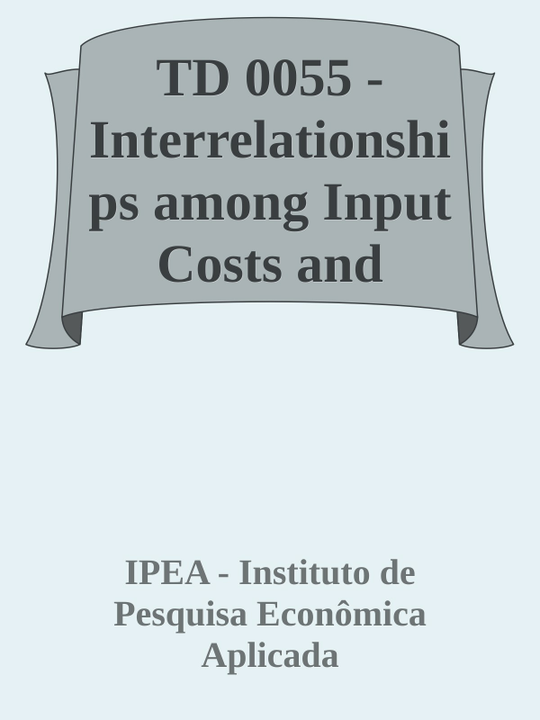 TD 0055 -
Interrelationshi
ps among Input
Costs and
IPEA - Instituto de
Pesquisa Econômica
Aplicada